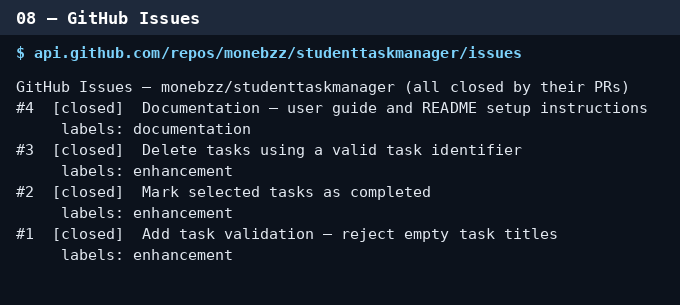 08 — GitHub Issues
$ api.github.com/repos/monebzz/studenttaskmanager/issues
GitHub Issues — monebzz/studenttaskmanager (all closed by their PRs)
#4  [closed]  Documentation — user guide and README setup instructions
labels: documentation
#3  [closed]  Delete tasks using a valid task identifier
labels: enhancement
#2  [closed]  Mark selected tasks as completed
labels: enhancement
#1  [closed]  Add task validation — reject empty task titles
labels: enhancement